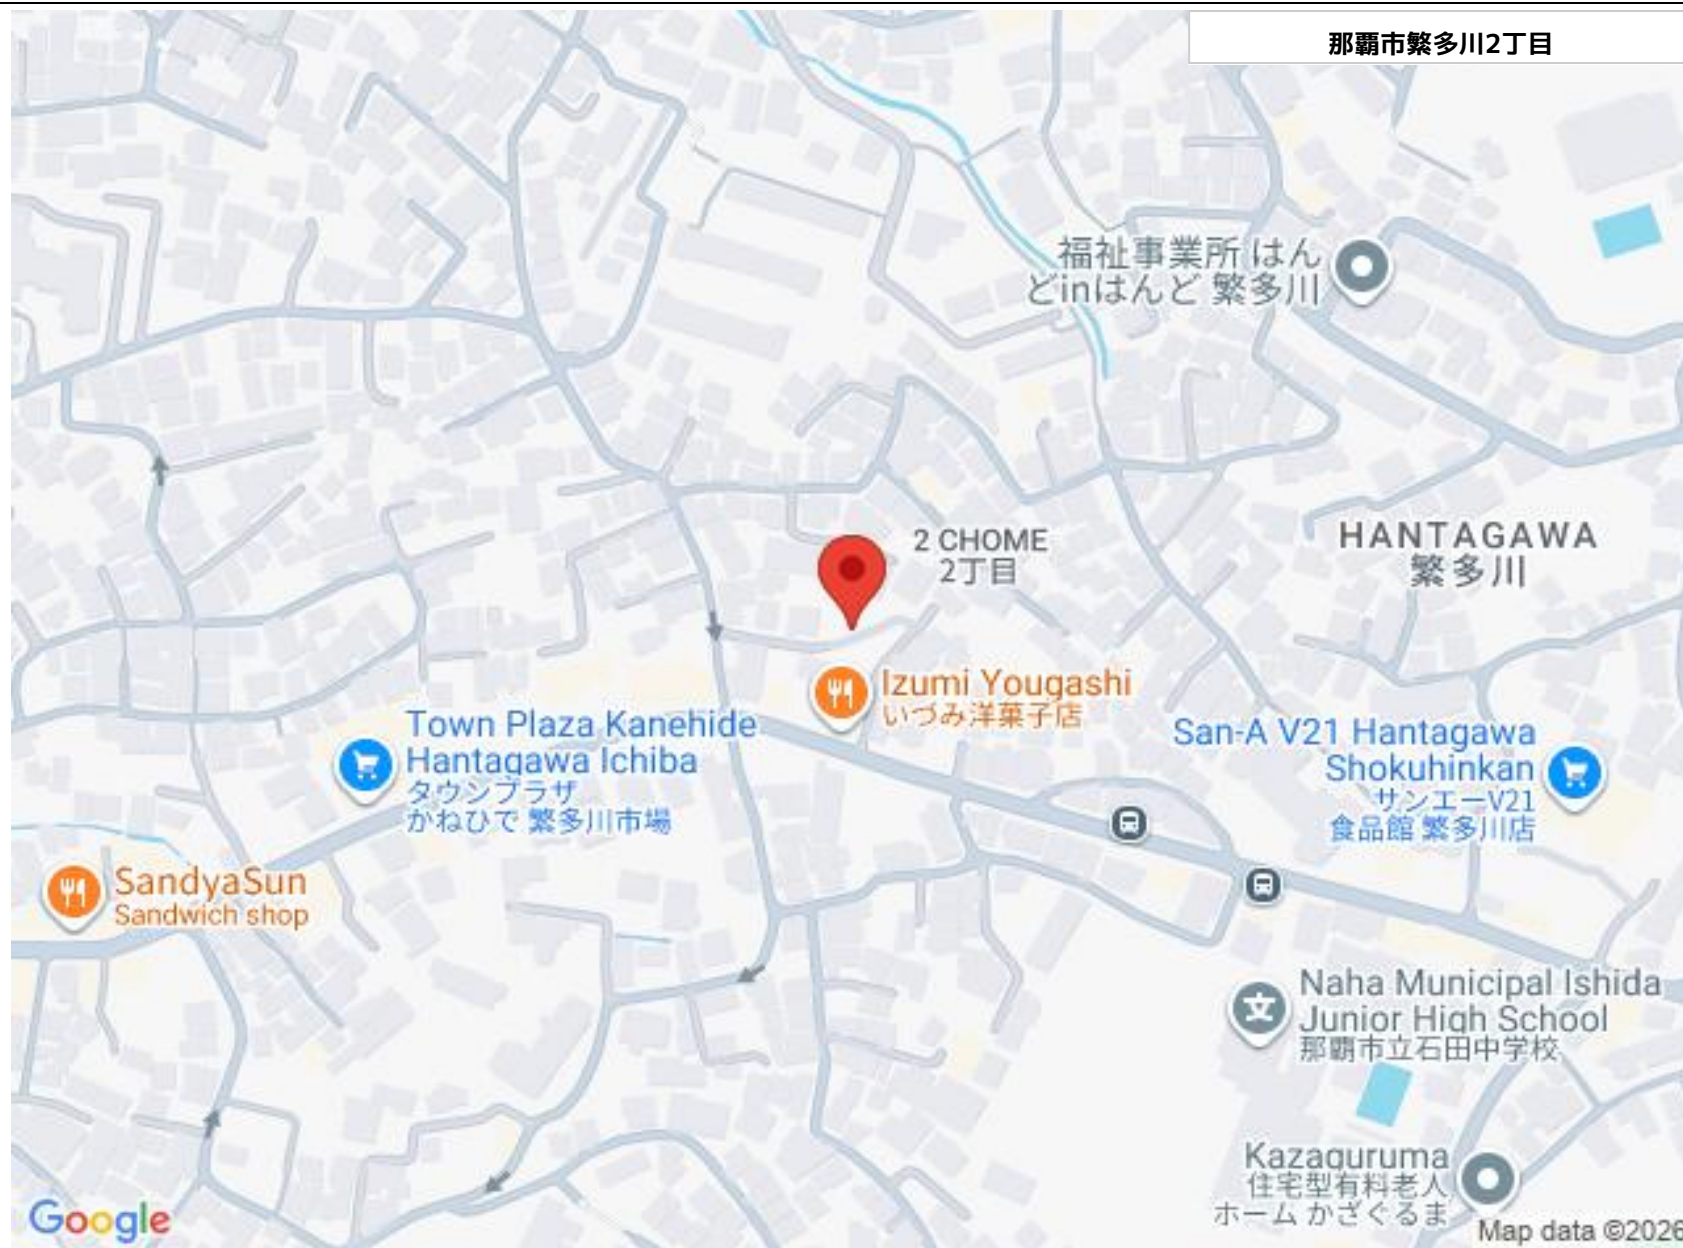 那覇市繁多川2丁目
福祉事業所 はん
どinはんど 繁多川
2 CHOME
2丁目
HANTAGAWA
繁多川
Izumi Yougashi
いづみ洋菓子店
Town Plaza Kanehide
Hantagawa Ichiba
タウンプラザ
かねひで 繁多川市場
San-A V21 Hantagawa
Shokuhinkan
サンエーV21
食品館 繁多川店
SandyaSun
Sandwich shop
Naha Municipal Ishida
Junior High School
那覇市立石田中学校
文
Kazaguruma
住宅型有料老人
ホーム かざぐるま
Google
Map data ©2026